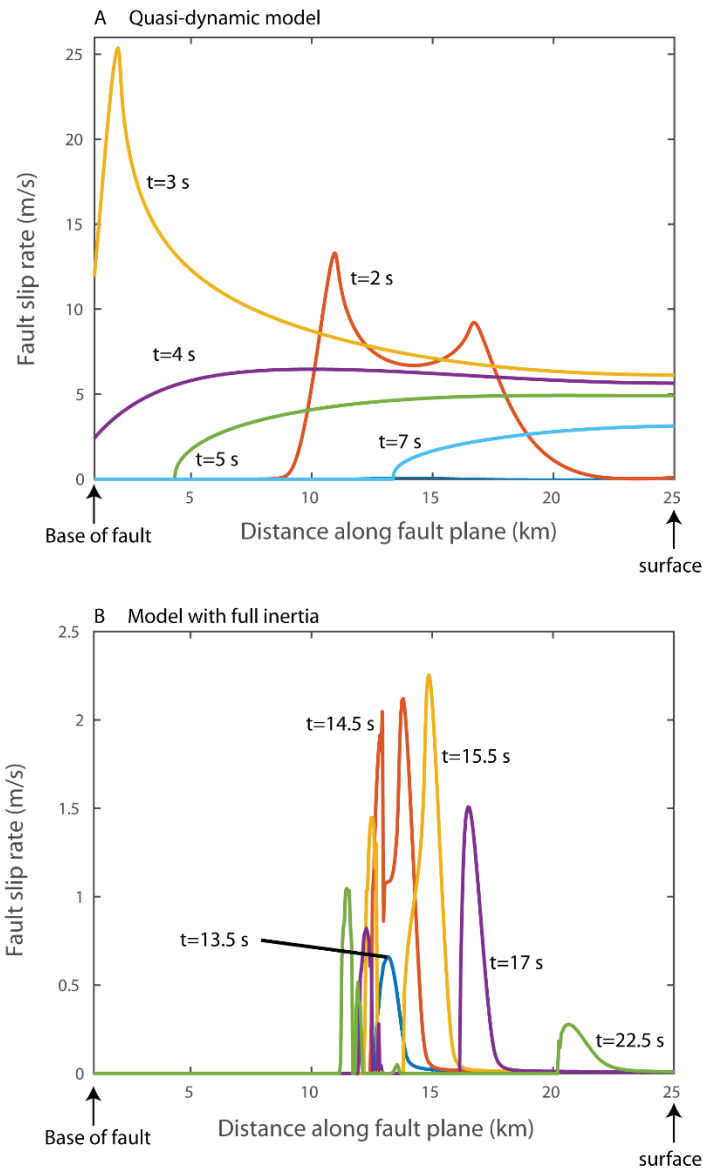 A Quasi-dynamic model
25
20
15
10
5
0
Fault slip rate (m/s)
t=3 s
t=2 s
t=4 s
t=5 s
t=7 s
5
10
15
20
25
Base of fault
Distance along fault plane (km)
surface
B Model with full inertia
2.5
2
1.5
1
0.5
0
Fault slip rate (m/s)
t=14.5 s
t=15.5 s
t=13.5 s
t=17 s
t=22.5 s
5
10
15
20
25
Base of fault
Distance along fault plane (km)
surface